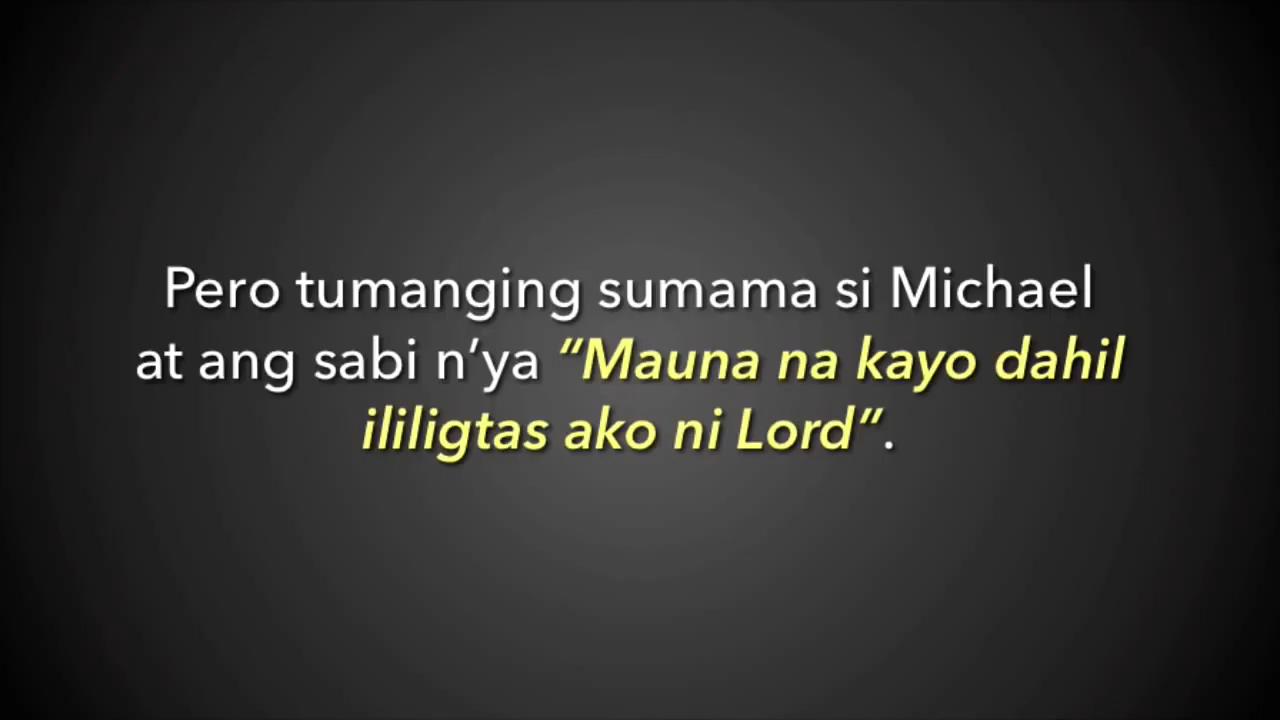 Pero tumanging sumama si Michael
at ang sabi n’ya “Mauna na kayo dahil
ililigtas ako ni Lord”.